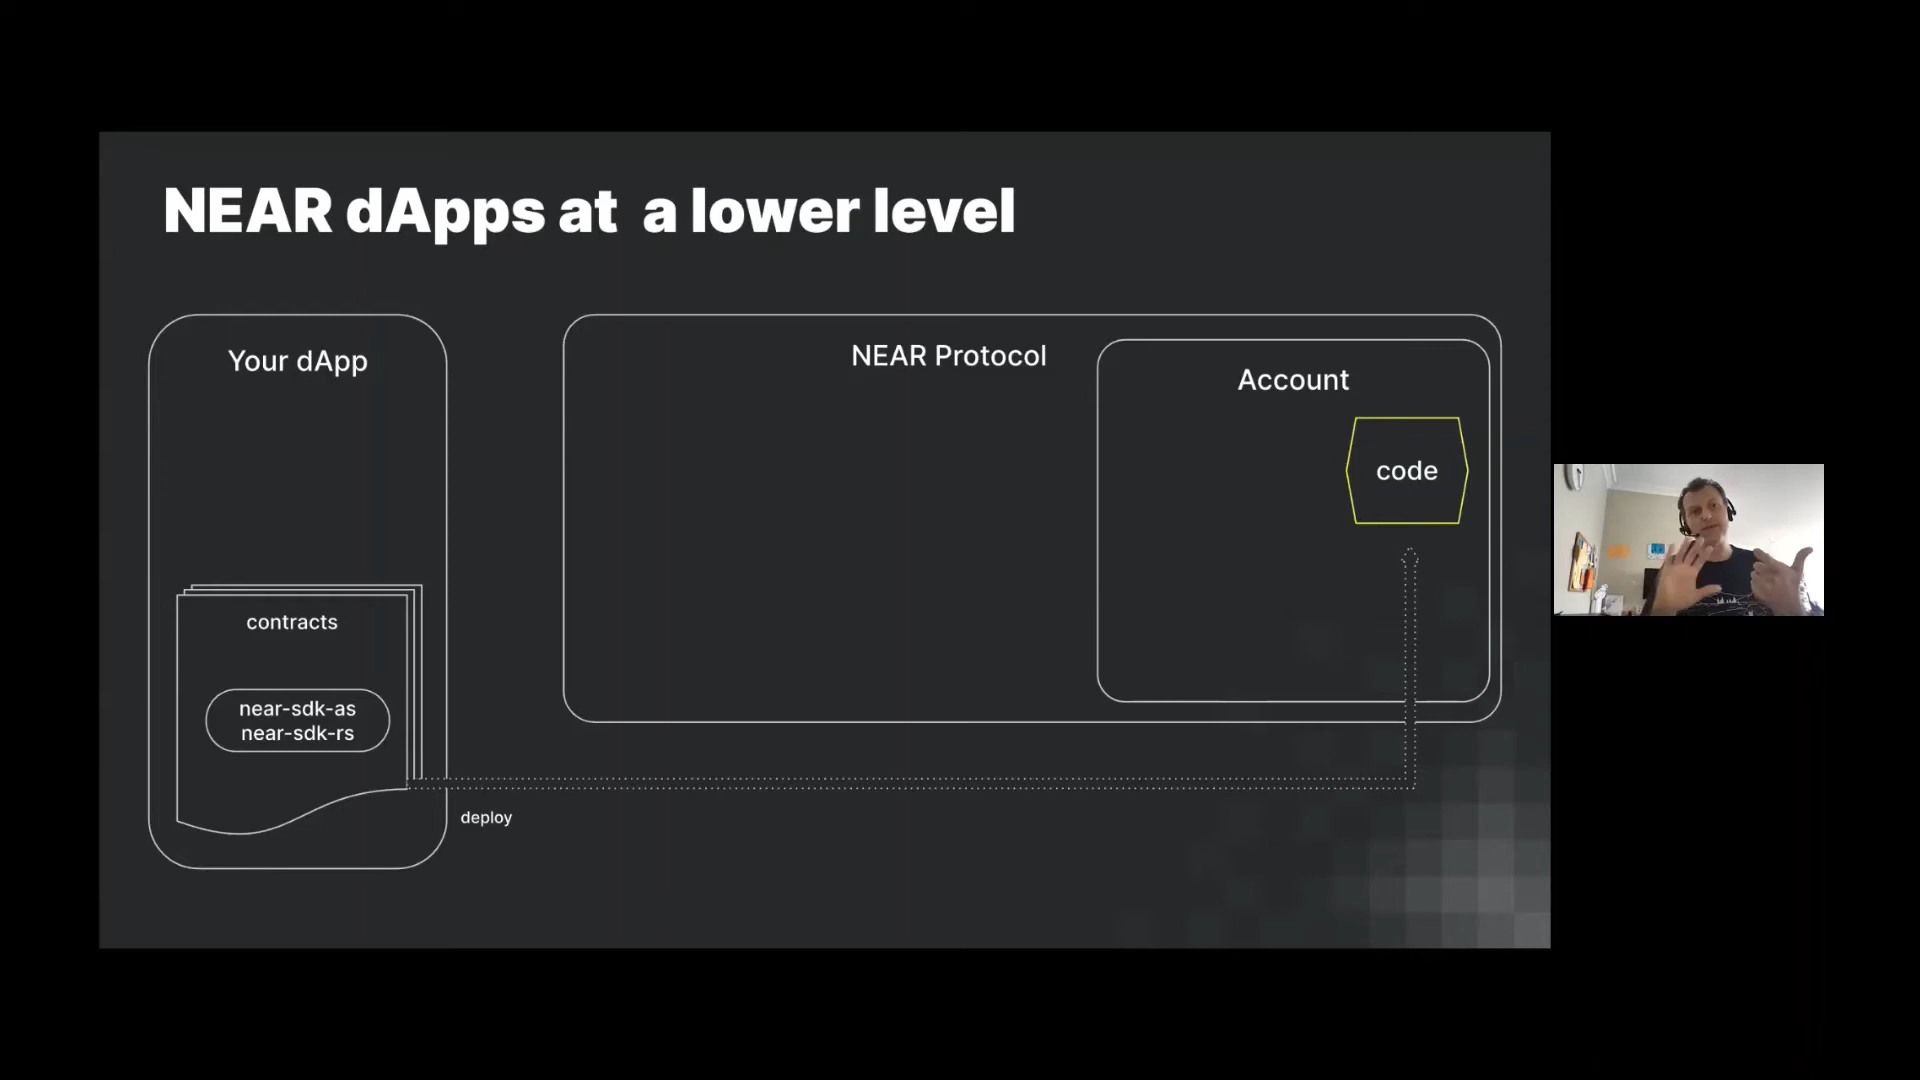 NEAR dApps at a lower level
Your dApp
NEAR Protocol
Account
code
contracts
near-sdk-as
near-sdk-rs
deploy